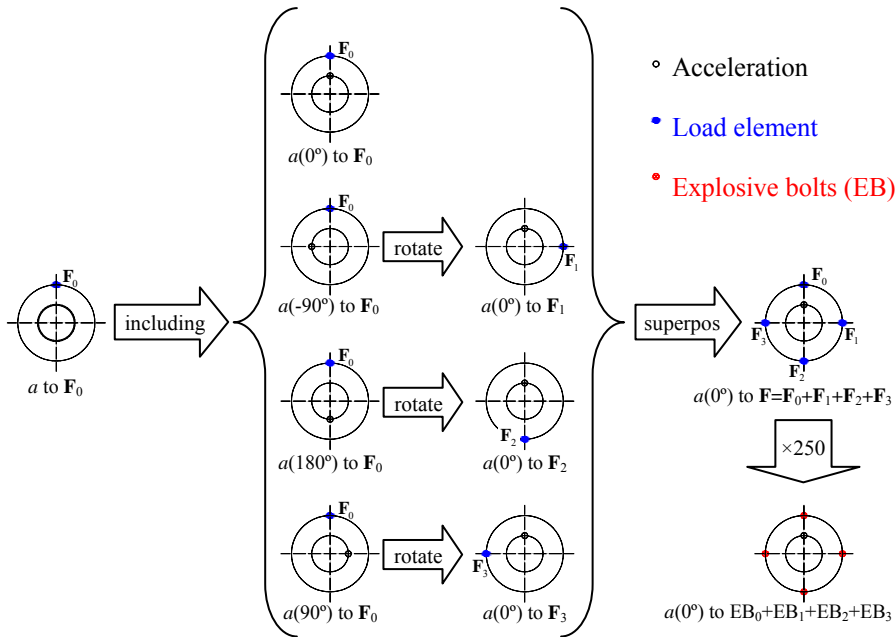 F₀
a(0º) to F₀
Acceleration
Load element
Explosive bolts (EB)
F₀
rotate
F₁
a(-90º) to F₀
a(0º) to F₁
F₀
including
a to F₀
superpos
F₀
F₃
F₁
F₂
a(0º) to F=F₀+F₁+F₂+F₃
F₀
rotate
F₂
a(180º) to F₀
a(0º) to F₂
×250
F₀
rotate
F₃
a(90º) to F₀
a(0º) to F₃
a(0º) to EB₀+EB₁+EB₂+EB₃